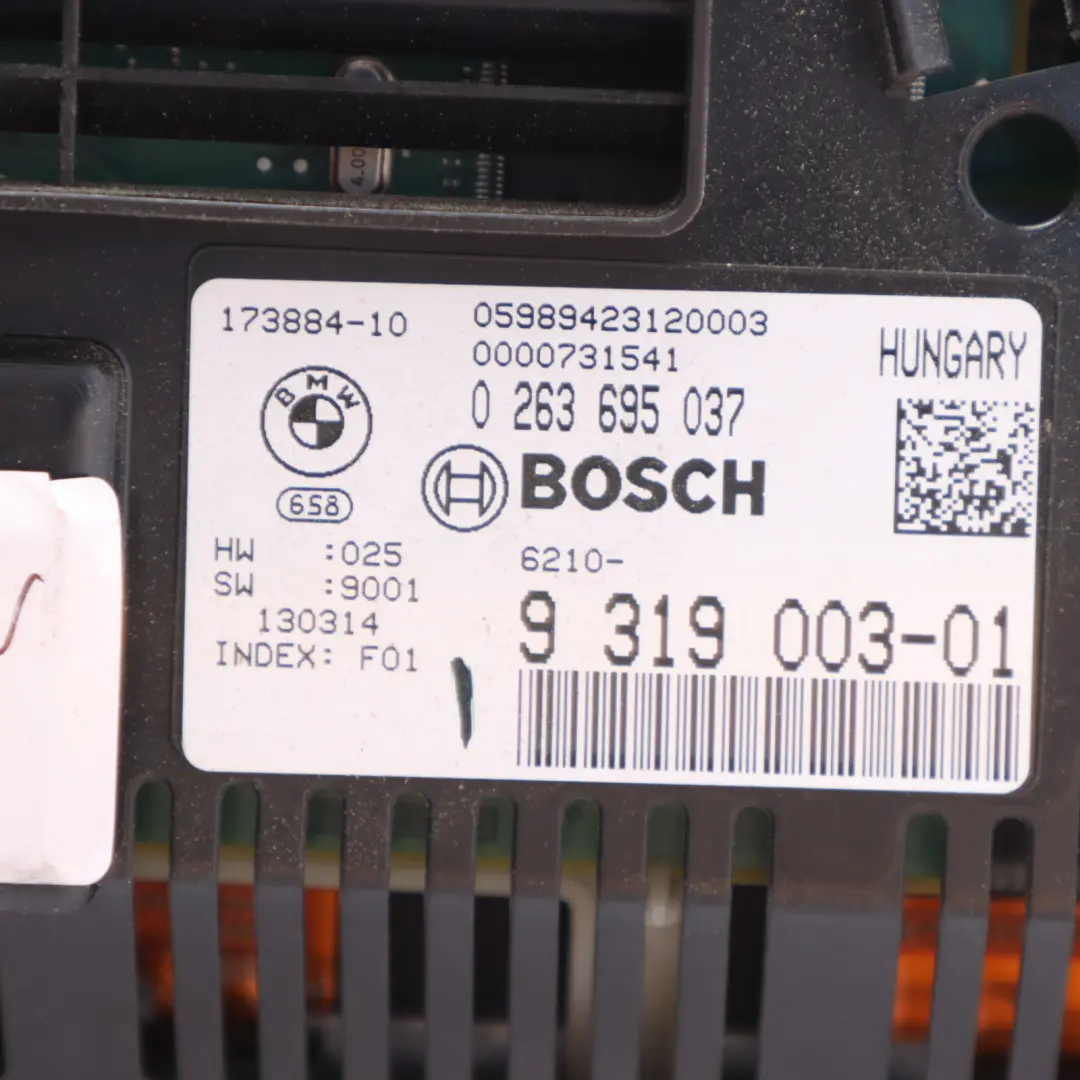 4.00
173884-10
05989423120003
0000731541
HUNGARY
0 263 695 037
BMW
658
BOSCH
HW :025
SW :9001
130314
INDEX: F01
6210-
9 319 003-01